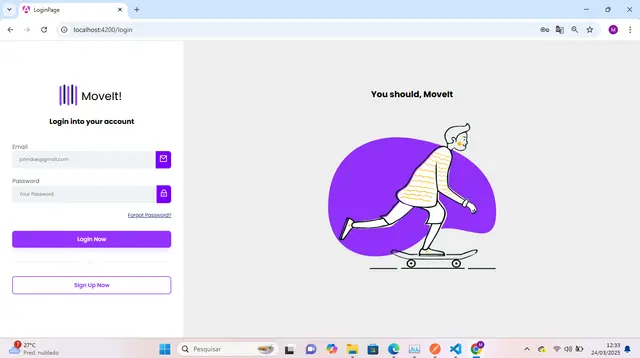 LoginPage
localhost:4200/login
M
MoveIt!
Login into your account
Email
johndoe@gmail.com
Password
Your Password
Forgot Password?
Login Now
Sign Up Now
You should, MoveIt
27°C
Pred. nublado
Pesquisar
12:33
24/03/2025